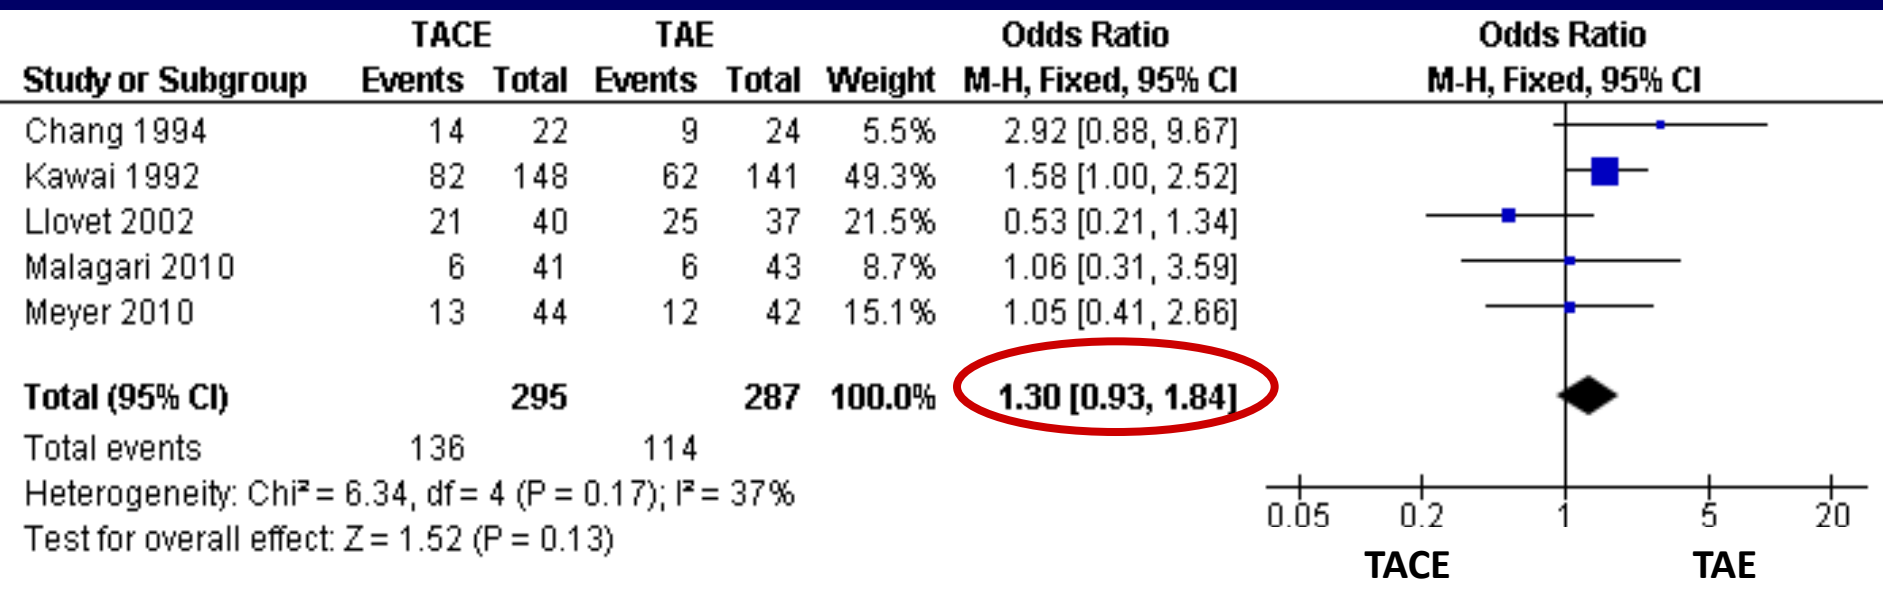 TACE TAE Odds Ratio Odds Ratio
Study or Subgroup Events Total Events Total Weight M-H, Fixed, 95% CI M-H, Fixed, 95% CI
Chang 1994 14 22 9 24 5.5% 2.92 [0.88, 9.67]
Kawai 1992 82 148 62 141 49.3% 1.58 [1.00, 2.52]
Llovet 2002 21 40 25 37 21.5% 0.53 [0.21, 1.34]
Malagari 2010 6 41 6 43 8.7% 1.06 [0.31, 3.59]
Meyer 2010 13 44 12 42 15.1% 1.05 [0.41, 2.66]
Total (95% CI) 295 287 100.0% 1.30 [0.93, 1.84]
Total events 136 114
Heterogeneity: Chi² = 6.34, df = 4 (P = 0.17); I² = 37%
Test for overall effect: Z = 1.52 (P = 0.13)
0.05 0.2 1 5 20
TACE TAE